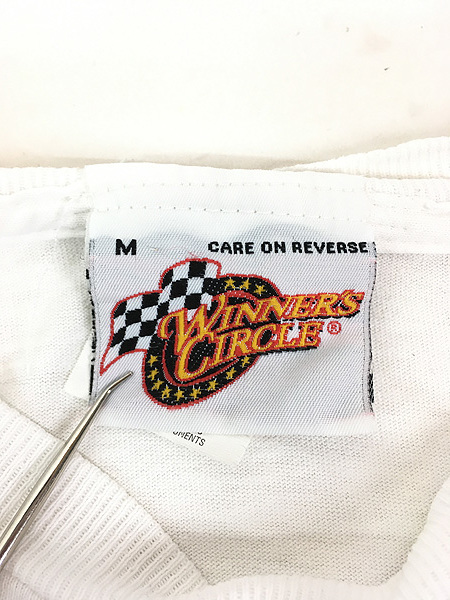 M CARE ON REVERSE
WINNER'S
CIRCLE ®